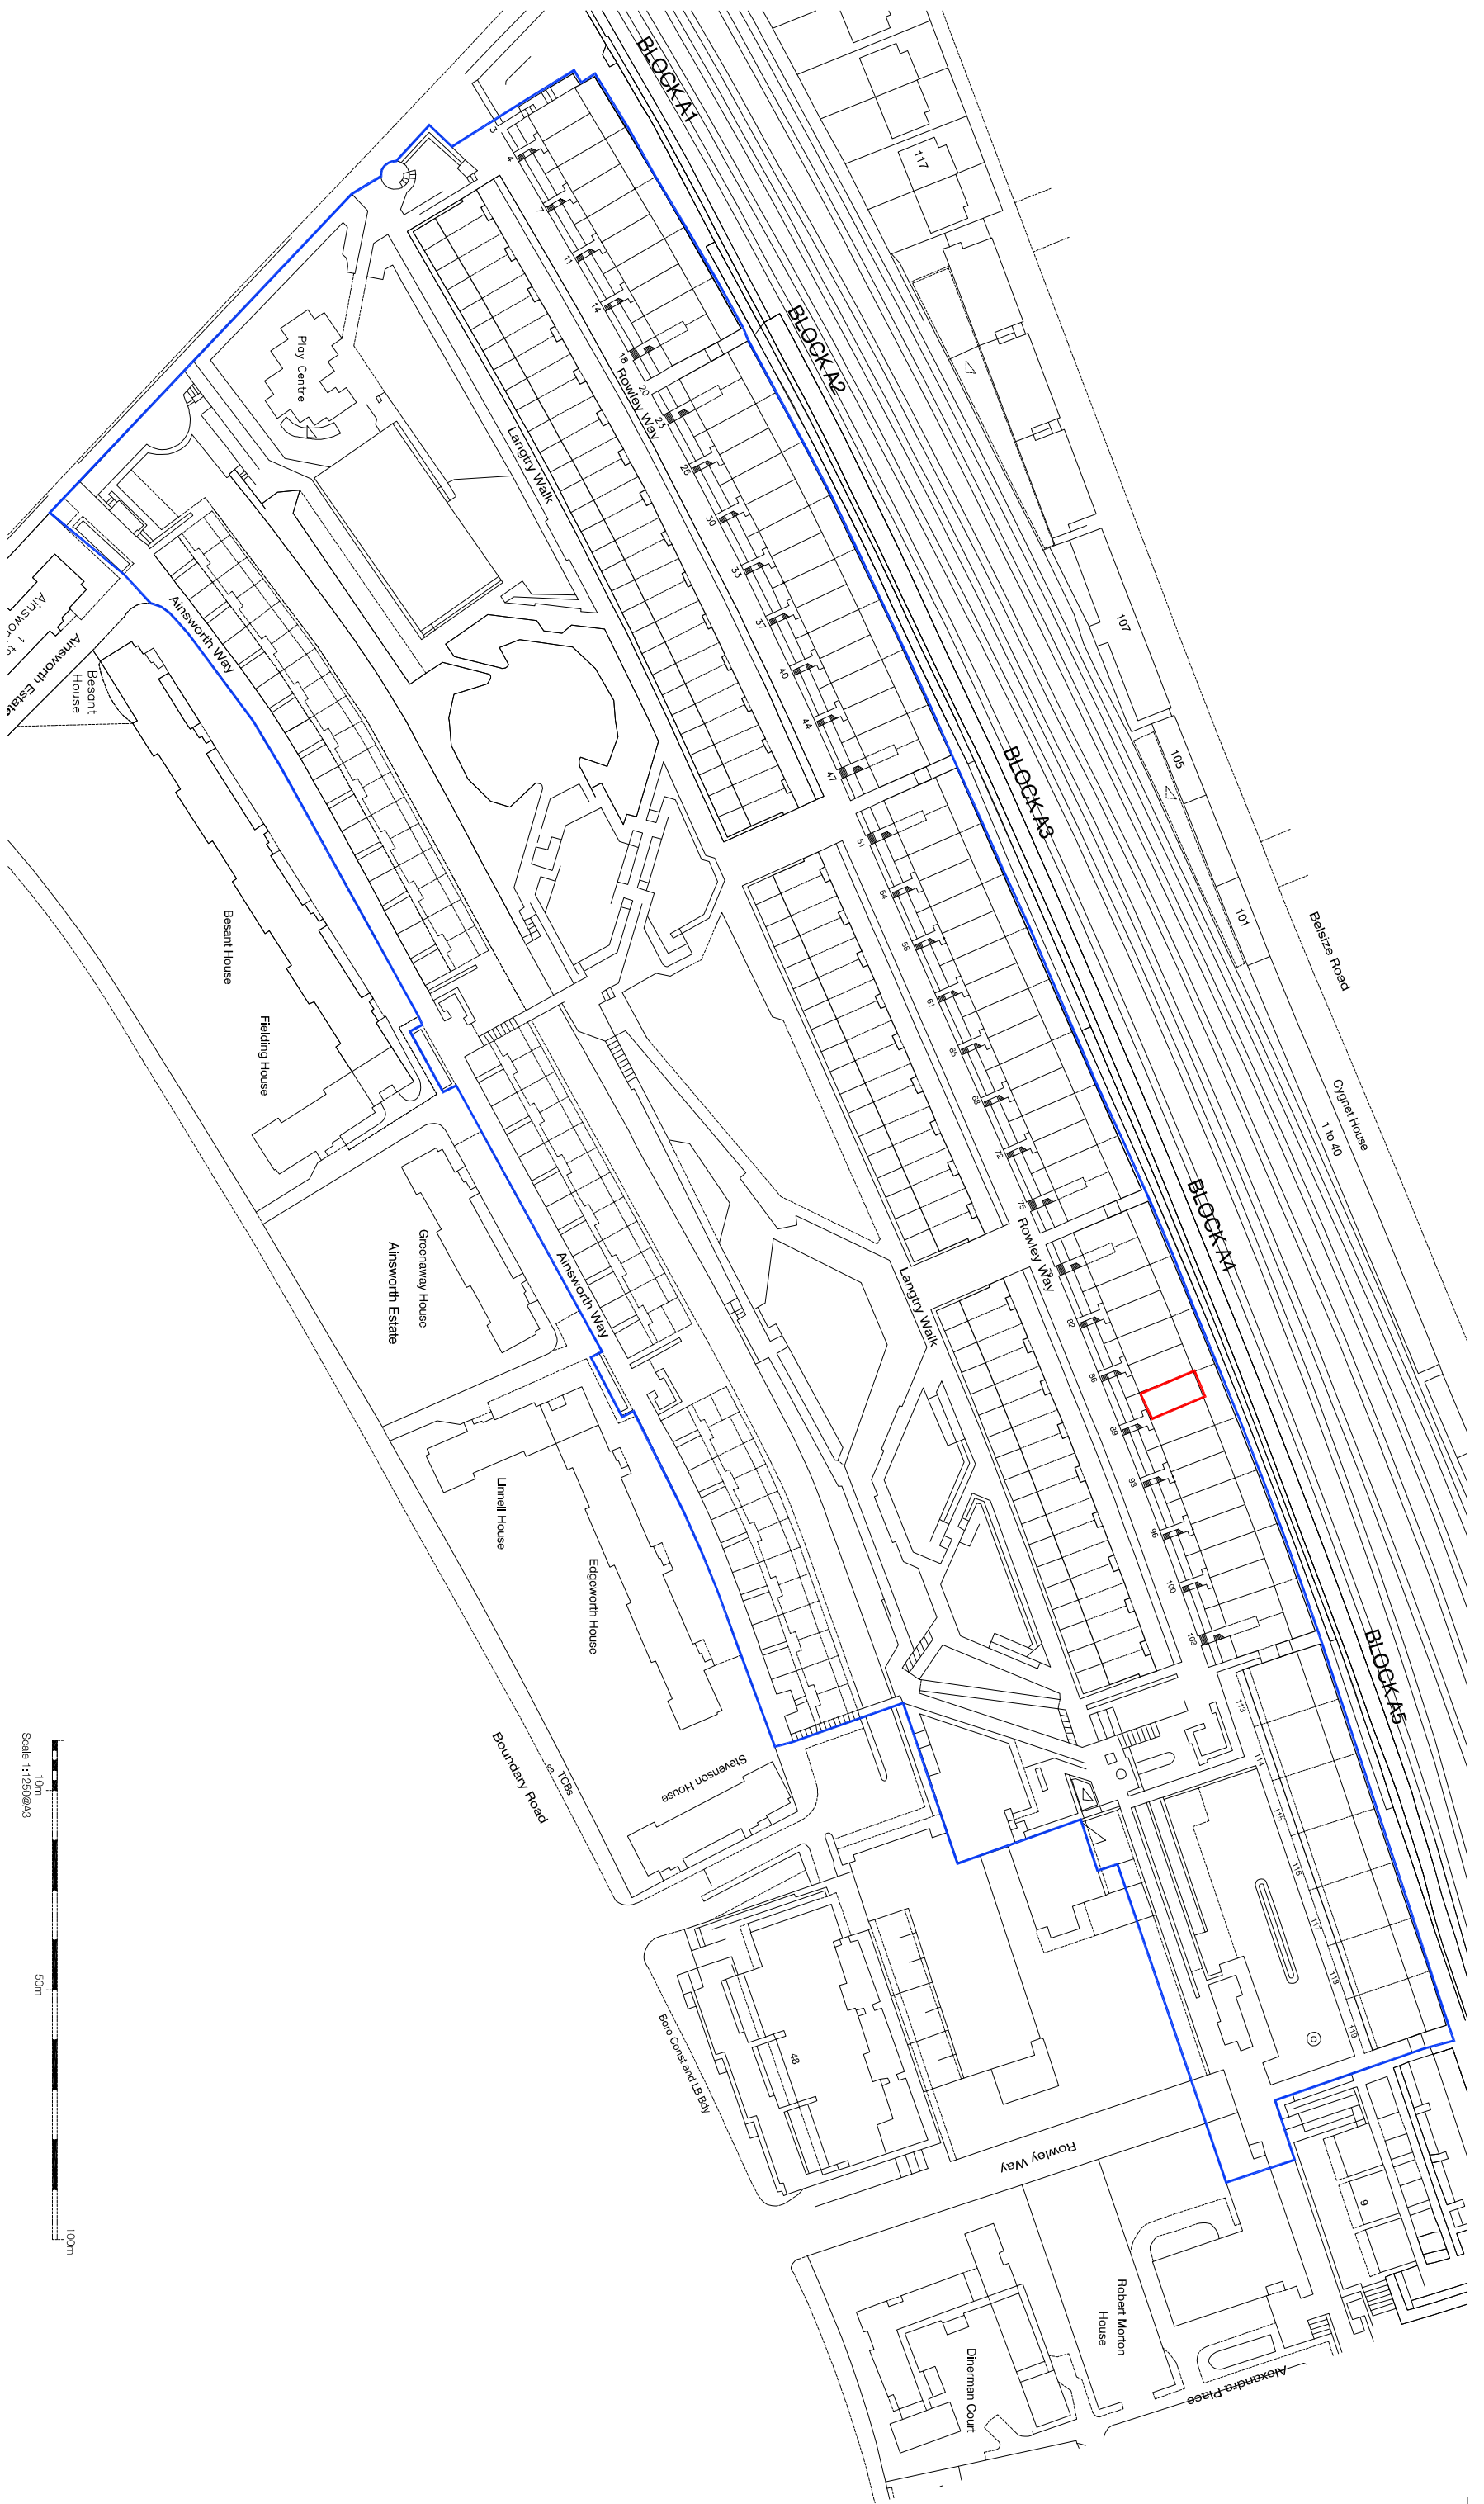 BLOCK A1
BLOCK A2
BLOCK A3
BLOCK A4
BLOCK A5
117
107
105
101
Belsize Road
Cygnet House
1 to 40
3
4
7
11
14
18
20
23
26
30
33
37
40
44
47
51
54
58
61
65
68
72
75
82
86
89
93
96
100
103
113
114
115
116
117
118
119
Rowley Way
Langtry Walk
Rowley Way
Langtry Walk
Play Centre
Ainsworth Way
Ainsworth Estate
Besant
House
Besant House
Fielding House
Greenaway House
Ainsworth Estate
Ainsworth Way
Linnell House
Edgeworth House
Stevenson House
TCBs
Boundary Road
48
Boro Const and LB Bdy
Rowley Way
9
Robert Morton
House
Dinerman Court
Alexandra Place
10m
50m
100m
Scale 1:1250@A3